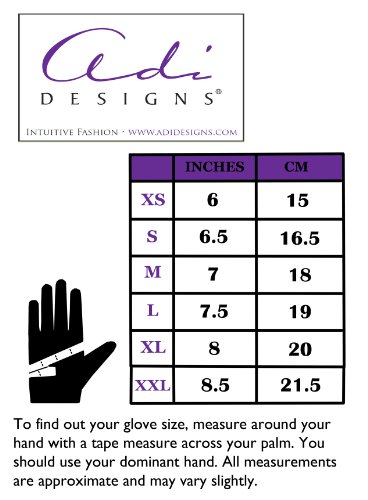 adi
DESIGNS®
INTUITIVE FASHION · WWW.ADIDESIGNS.COM
INCHES CM
XS 6 15
S 6.5 16.5
M 7 18
L 7.5 19
XL 8 20
XXL 8.5 21.5
To find out your glove size, measure around your
hand with a tape measure across your palm. You
should use your dominant hand. All measurements
are approximate and may vary slightly.